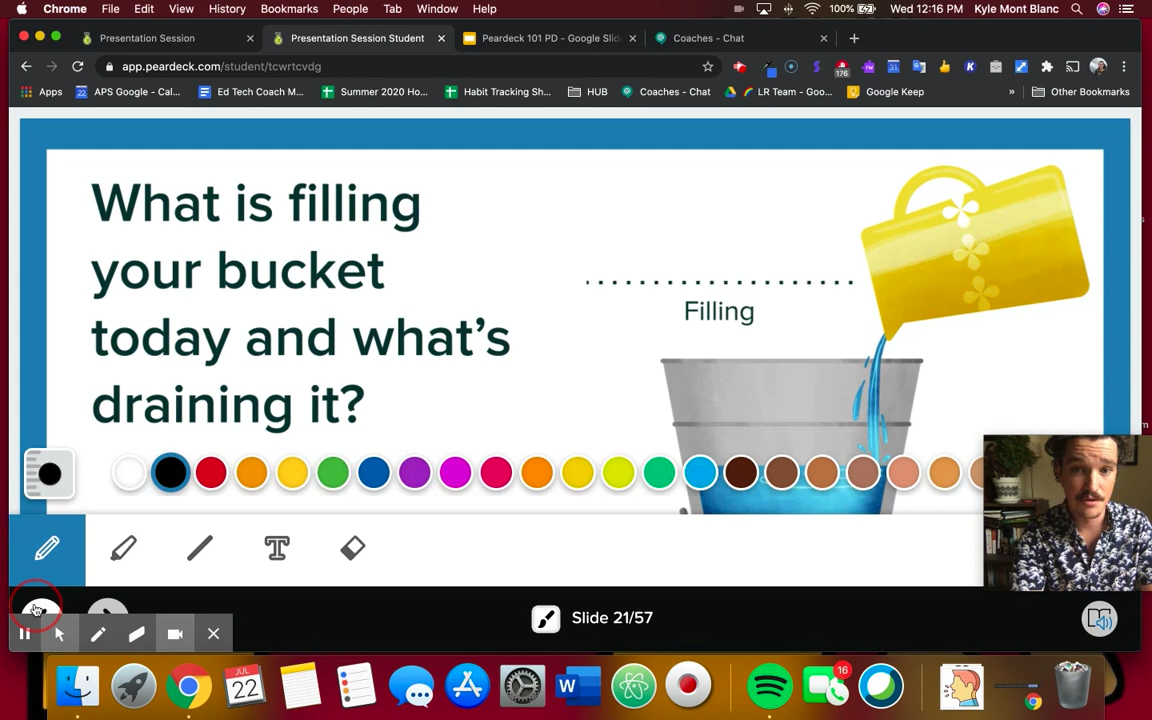 Chrome File Edit View History Bookmarks People Tab Window Help 100% Wed 12:16 PM Kyle Mont Blanc
Presentation Session Presentation Session Student Peardeck 101 PD - Google Slid Coaches - Chat
app.peardeck.com/student/tcwrtcvdg 176
Apps APS Google - Cal... Ed Tech Coach M... Summer 2020 Ho... Habit Tracking Sh... HUB Coaches - Chat LR Team - Goo... Google Keep » Other Bookmarks
What is filling
your bucket
today and what's
draining it?
Filling
T
Slide 21/57
JUL
22
W
16